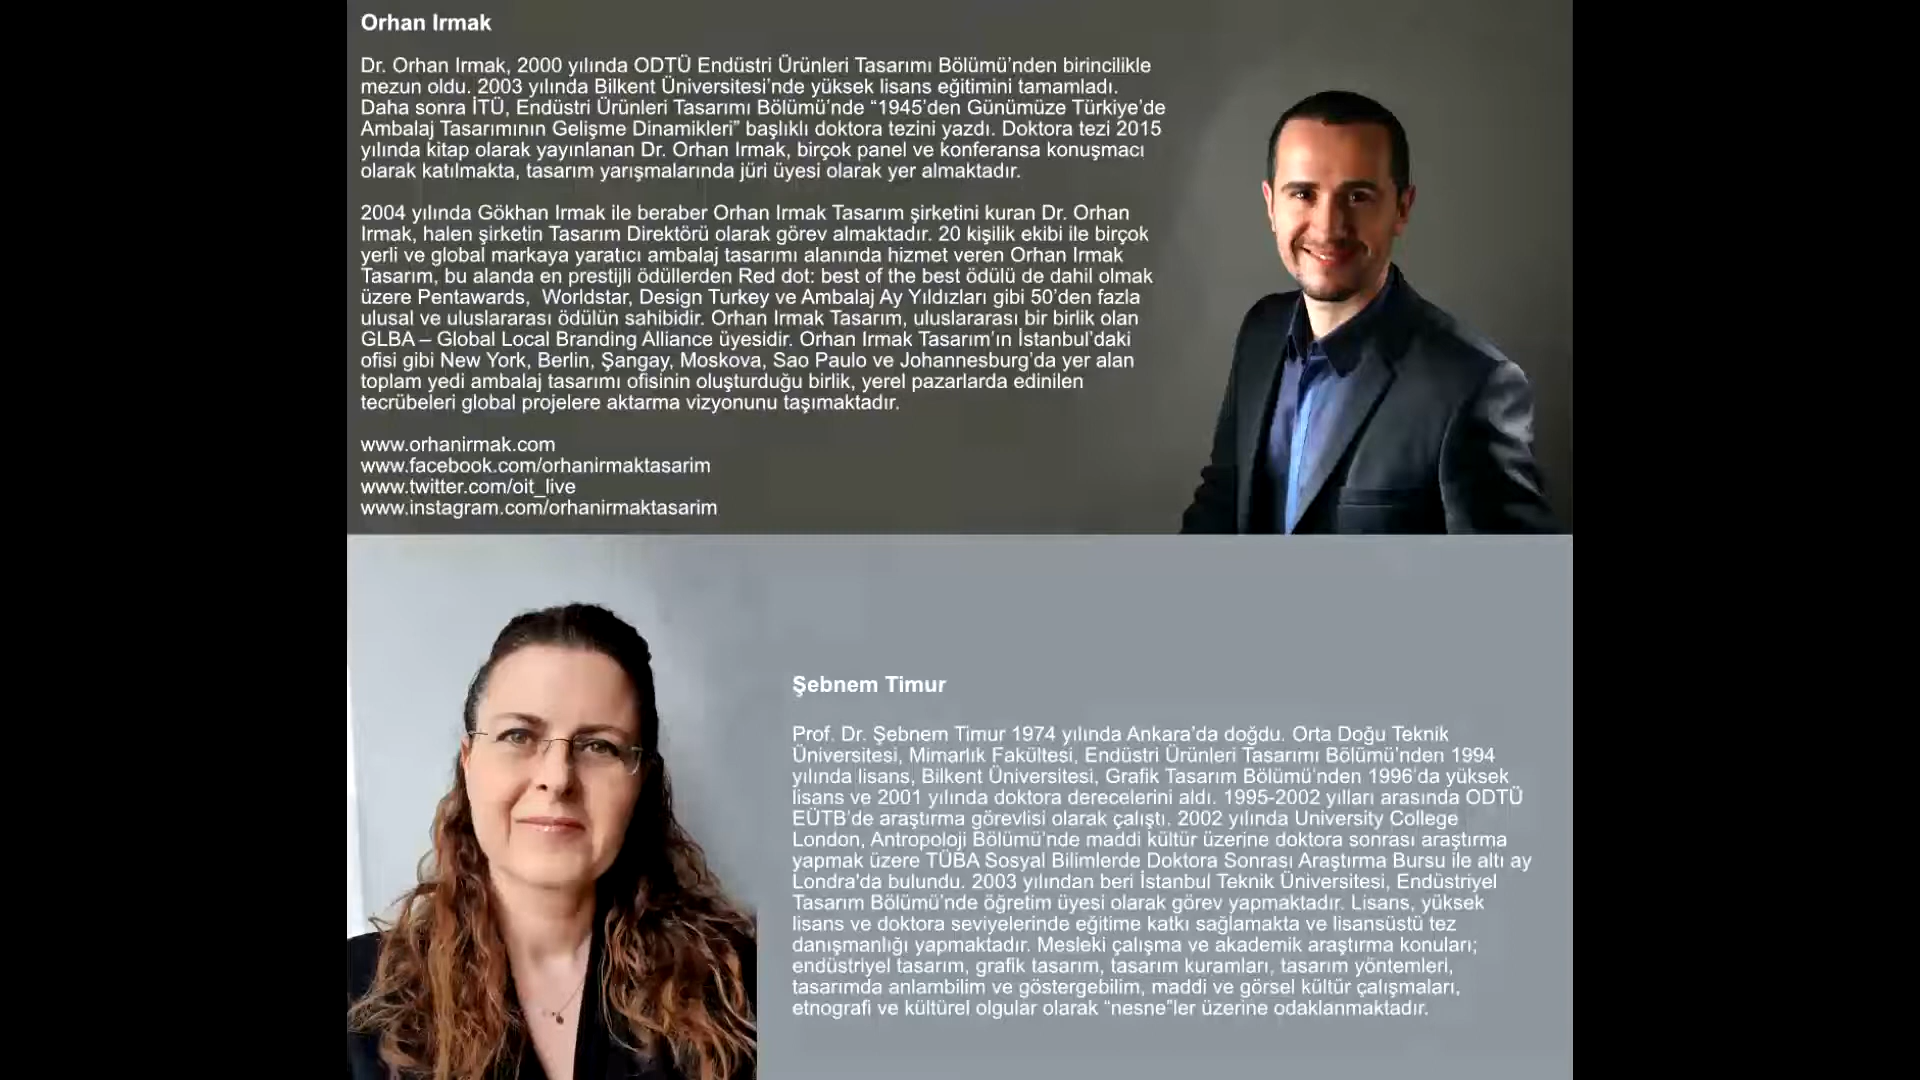 Orhan Irmak
Dr. Orhan Irmak, 2000 yılında ODTÜ Endüstri Ürünleri Tasarımı Bölümü’nden birincilikle
mezun oldu. 2003 yılında Bilkent Üniversitesi’nde yüksek lisans eğitimini tamamladı.
Daha sonra İTÜ, Endüstri Ürünleri Tasarımı Bölümü’nde “1945’den Günümüze Türkiye’de
Ambalaj Tasarımının Gelişme Dinamikleri” başlıklı doktora tezini yazdı. Doktora tezi 2015
yılında kitap olarak yayınlanan Dr. Orhan Irmak, birçok panel ve konferansa konuşmacı
olarak katılmakta, tasarım yarışmalarında jüri üyesi olarak yer almaktadır.
2004 yılında Gökhan Irmak ile beraber Orhan Irmak Tasarım şirketini kuran Dr. Orhan
Irmak, halen şirketin Tasarım Direktörü olarak görev almaktadır. 20 kişilik ekibi ile birçok
yerli ve global markaya yaratıcı ambalaj tasarımı alanında hizmet veren Orhan Irmak
Tasarım, bu alanda en prestijli ödüllerden Red dot: best of the best ödülü de dahil olmak
üzere Pentawards, Worldstar, Design Turkey ve Ambalaj Ay Yıldızları gibi 50’den fazla
ulusal ve uluslararası ödülün sahibidir. Orhan Irmak Tasarım, uluslararası bir birlik olan
GLBA – Global Local Branding Alliance üyesidir. Orhan Irmak Tasarım’ın İstanbul’daki
ofisi gibi New York, Berlin, Şangay, Moskova, Sao Paulo ve Johannesburg’da yer alan
toplam yedi ambalaj tasarımı ofisinin oluşturduğu birlik, yerel pazarlarda edinilen
tecrübeleri global projelere aktarma vizyonunu taşımaktadır.
www.orhanirmak.com
www.facebook.com/orhanirmaktasarim
www.twitter.com/oit_live
www.instagram.com/orhanirmaktasarim
Şebnem Timur
Prof. Dr. Şebnem Timur 1974 yılında Ankara’da doğdu. Orta Doğu Teknik
Üniversitesi, Mimarlık Fakültesi, Endüstri Ürünleri Tasarımı Bölümü’nden 1994
yılında lisans, Bilkent Üniversitesi, Grafik Tasarım Bölümü’nden 1996’da yüksek
lisans ve 2001 yılında doktora derecelerini aldı. 1995-2002 yılları arasında ODTÜ
EÜTB’de araştırma görevlisi olarak çalıştı. 2002 yılında University College
London, Antropoloji Bölümü’nde maddi kültür üzerine doktora sonrası araştırma
yapmak üzere TÜBA Sosyal Bilimlerde Doktora Sonrası Araştırma Bursu ile altı ay
Londra’da bulundu. 2003 yılından beri İstanbul Teknik Üniversitesi, Endüstriyel
Tasarım Bölümü’nde öğretim üyesi olarak görev yapmaktadır. Lisans, yüksek
lisans ve doktora seviyelerinde eğitime katkı sağlamakta ve lisansüstü tez
danışmanlığı yapmaktadır. Mesleki çalışma ve akademik araştırma konuları;
endüstriyel tasarım, grafik tasarım, tasarım kuramları, tasarım yöntemleri,
tasarımda anlambilim ve göstergebilim, maddi ve görsel kültür çalışmaları,
etnografi ve kültürel olgular olarak “nesne”ler üzerine odaklanmaktadır.